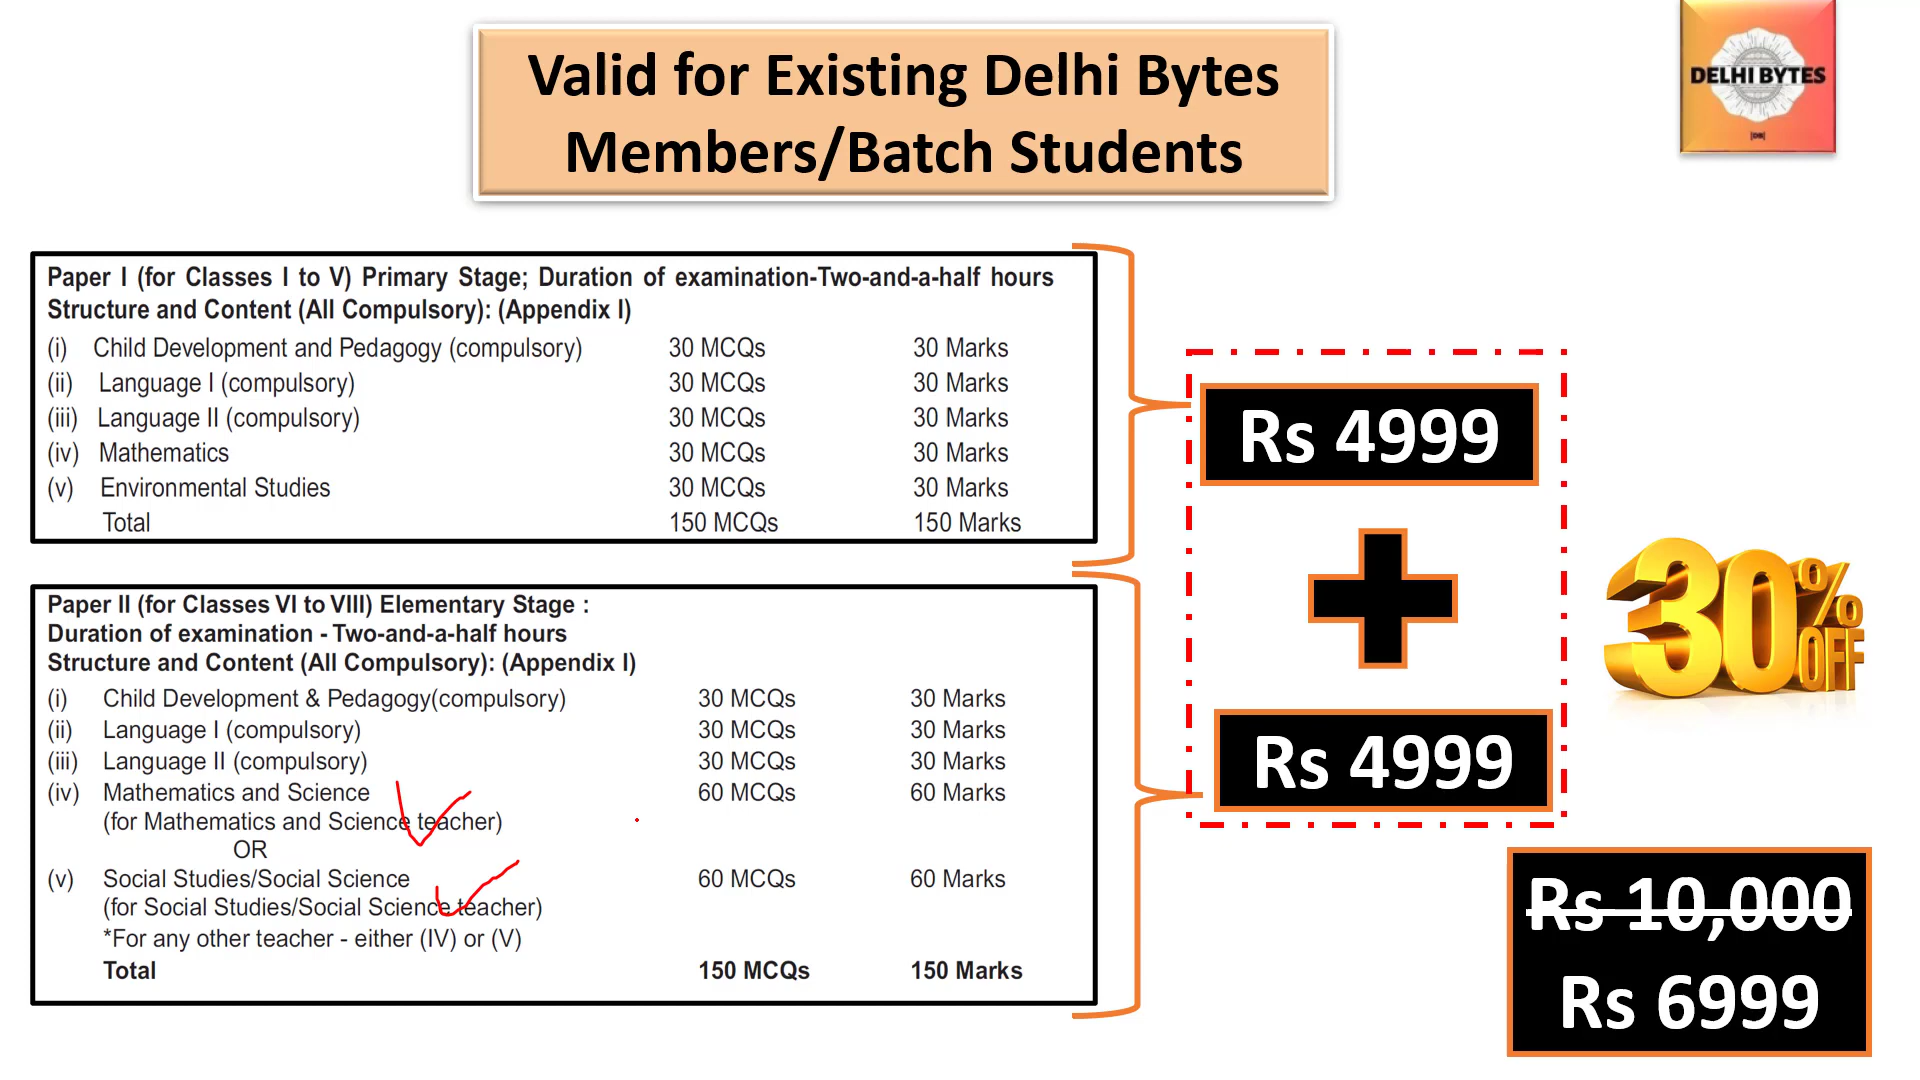 Valid for Existing Delhi Bytes
Members/Batch Students
DELHI BYTES
|DB|
Paper I (for Classes I to V) Primary Stage; Duration of examination-Two-and-a-half hours
Structure and Content (All Compulsory): (Appendix I)
(i) Child Development and Pedagogy (compulsory) 30 MCQs 30 Marks
(ii) Language I (compulsory) 30 MCQs 30 Marks
(iii) Language II (compulsory) 30 MCQs 30 Marks
(iv) Mathematics 30 MCQs 30 Marks
(v) Environmental Studies 30 MCQs 30 Marks
Total 150 MCQs 150 Marks
Rs 4999
Paper II (for Classes VI to VIII) Elementary Stage :
Duration of examination - Two-and-a-half hours
Structure and Content (All Compulsory): (Appendix I)
(i) Child Development & Pedagogy(compulsory) 30 MCQs 30 Marks
(ii) Language I (compulsory) 30 MCQs 30 Marks
(iii) Language II (compulsory) 30 MCQs 30 Marks
(iv) Mathematics and Science 60 MCQs 60 Marks
(for Mathematics and Science teacher)
OR
(v) Social Studies/Social Science 60 MCQs 60 Marks
(for Social Studies/Social Science teacher)
*For any other teacher - either (IV) or (V)
Total 150 MCQs 150 Marks
Rs 4999
30% OFF
Rs 10,000
Rs 6999